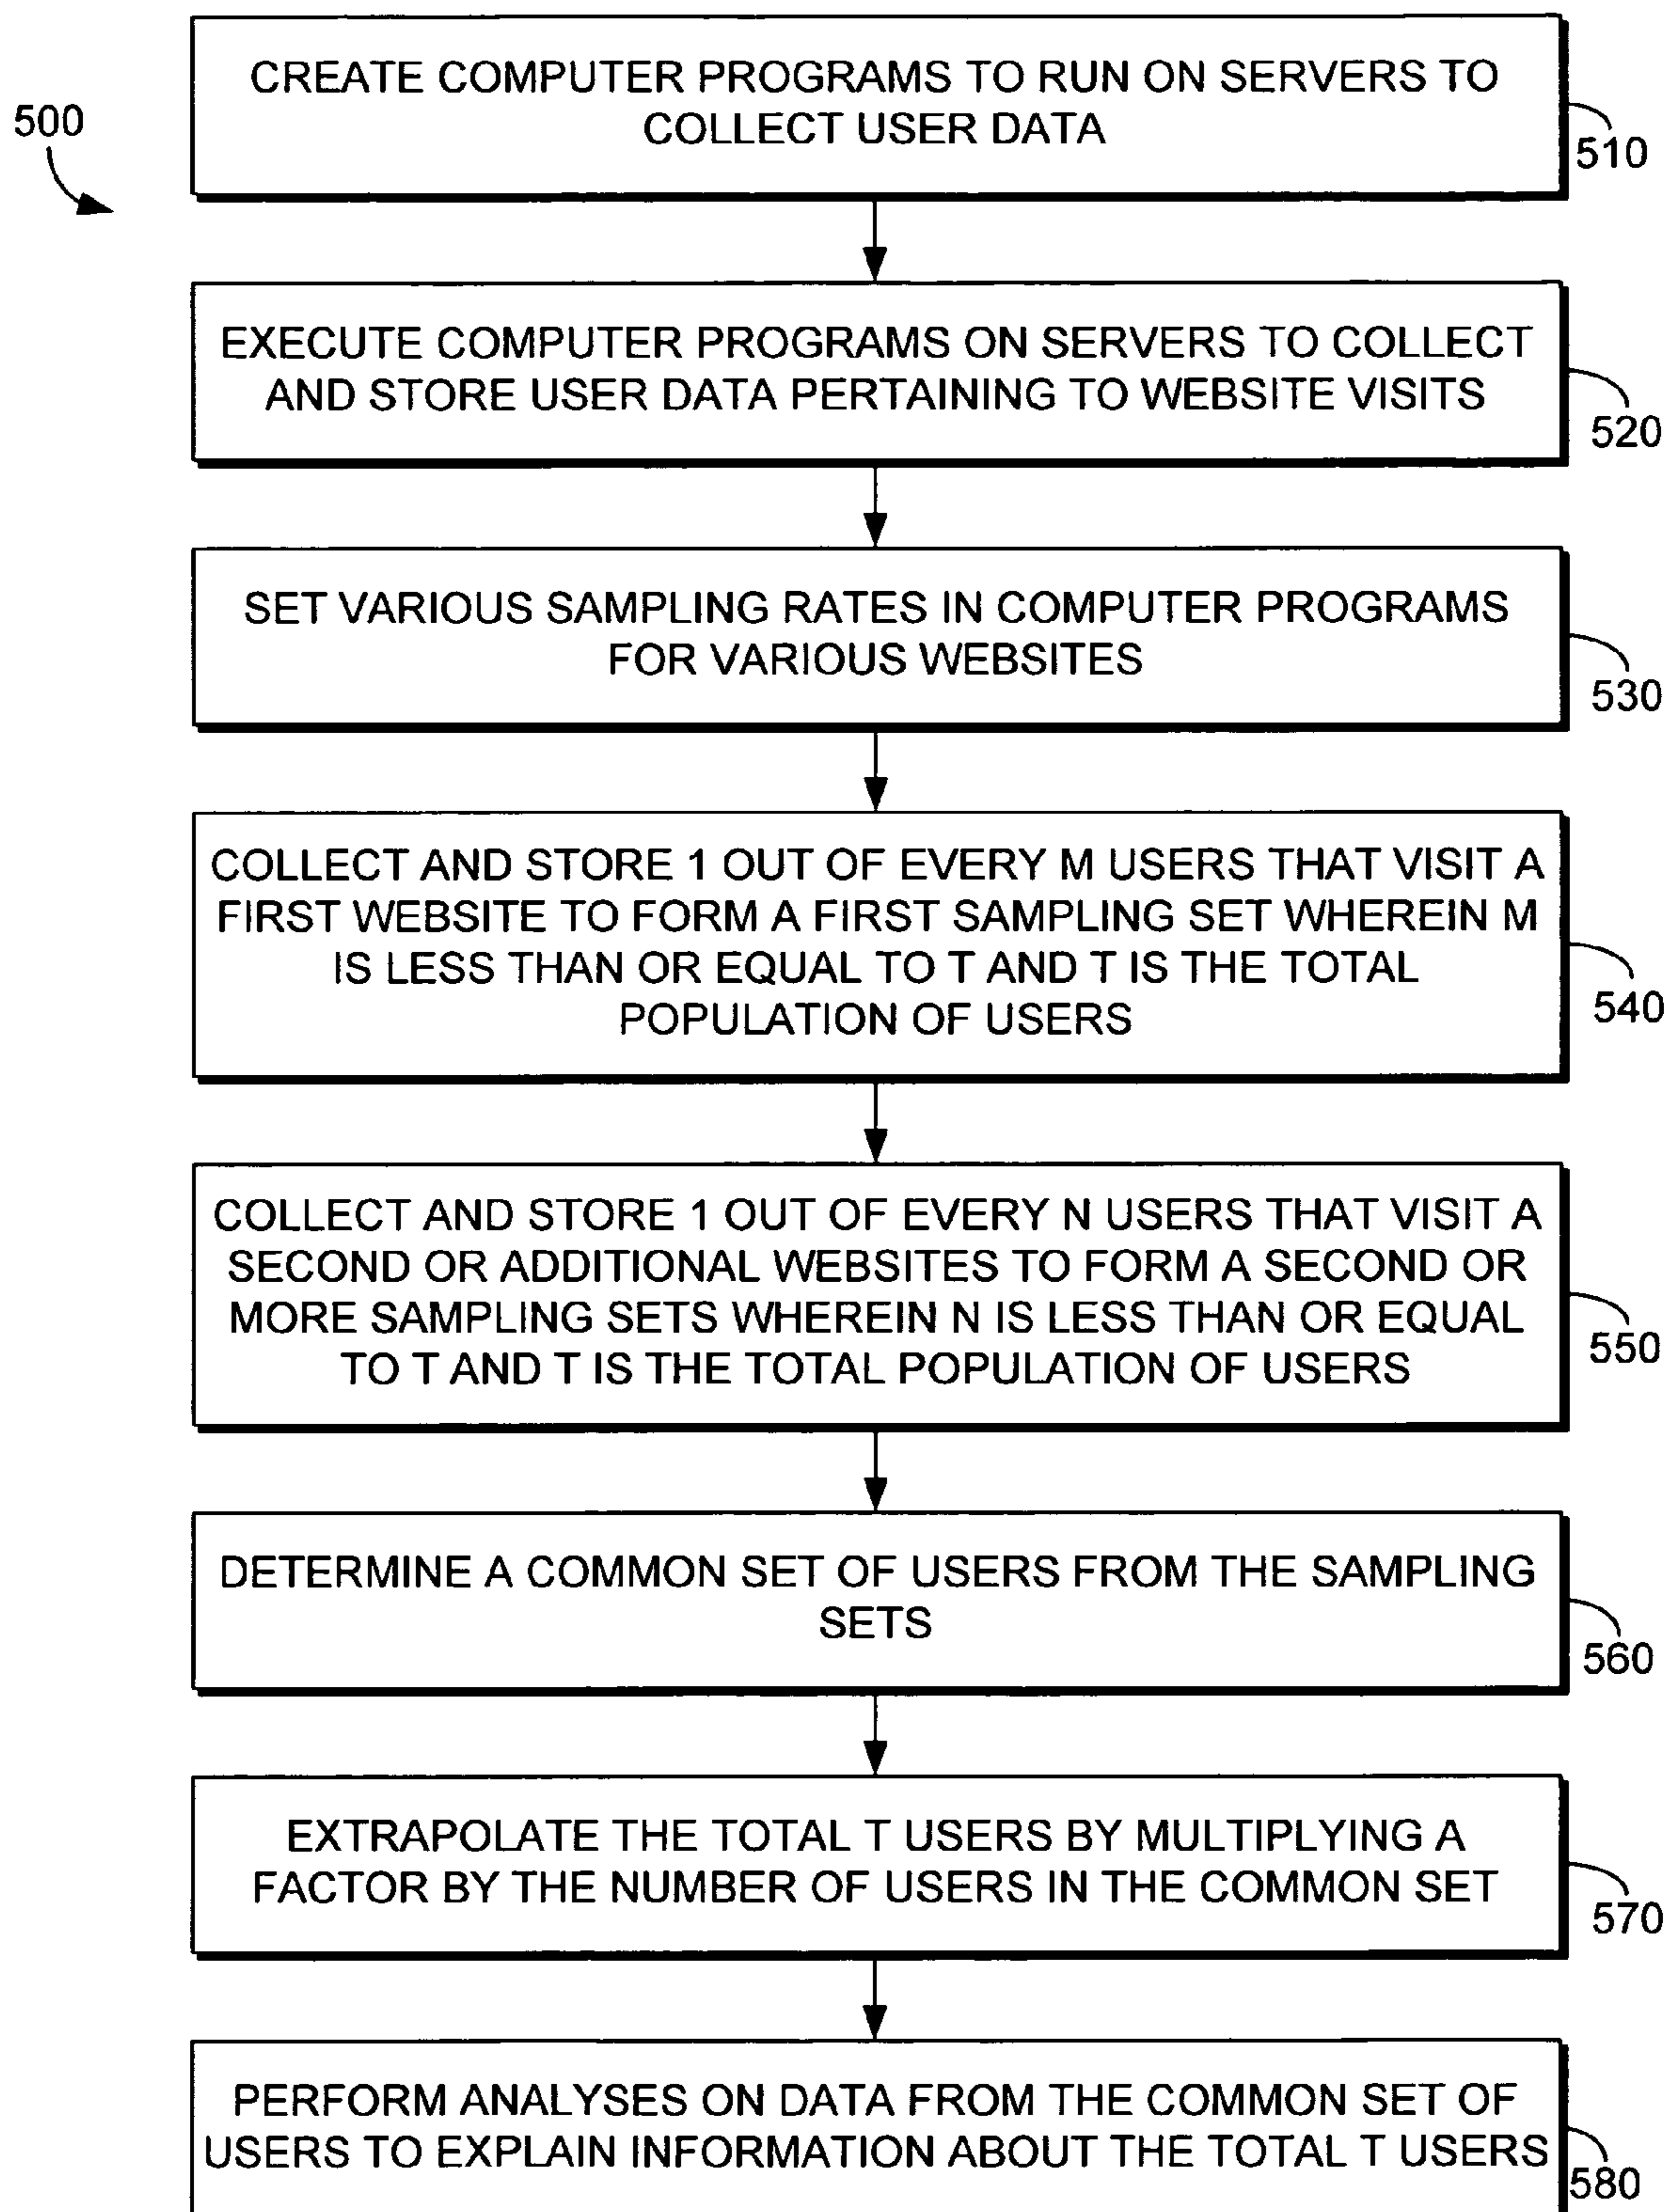 500
CREATE COMPUTER PROGRAMS TO RUN ON SERVERS TO
COLLECT USER DATA
510
EXECUTE COMPUTER PROGRAMS ON SERVERS TO COLLECT
AND STORE USER DATA PERTAINING TO WEBSITE VISITS
520
SET VARIOUS SAMPLING RATES IN COMPUTER PROGRAMS
FOR VARIOUS WEBSITES
530
COLLECT AND STORE 1 OUT OF EVERY M USERS THAT VISIT A
FIRST WEBSITE TO FORM A FIRST SAMPLING SET WHEREIN M
IS LESS THAN OR EQUAL TO T AND T IS THE TOTAL
POPULATION OF USERS
540
COLLECT AND STORE 1 OUT OF EVERY N USERS THAT VISIT A
SECOND OR ADDITIONAL WEBSITES TO FORM A SECOND OR
MORE SAMPLING SETS WHEREIN N IS LESS THAN OR EQUAL
TO T AND T IS THE TOTAL POPULATION OF USERS
550
DETERMINE A COMMON SET OF USERS FROM THE SAMPLING
SETS
560
EXTRAPOLATE THE TOTAL T USERS BY MULTIPLYING A
FACTOR BY THE NUMBER OF USERS IN THE COMMON SET
570
PERFORM ANALYSES ON DATA FROM THE COMMON SET OF
USERS TO EXPLAIN INFORMATION ABOUT THE TOTAL T USERS
580